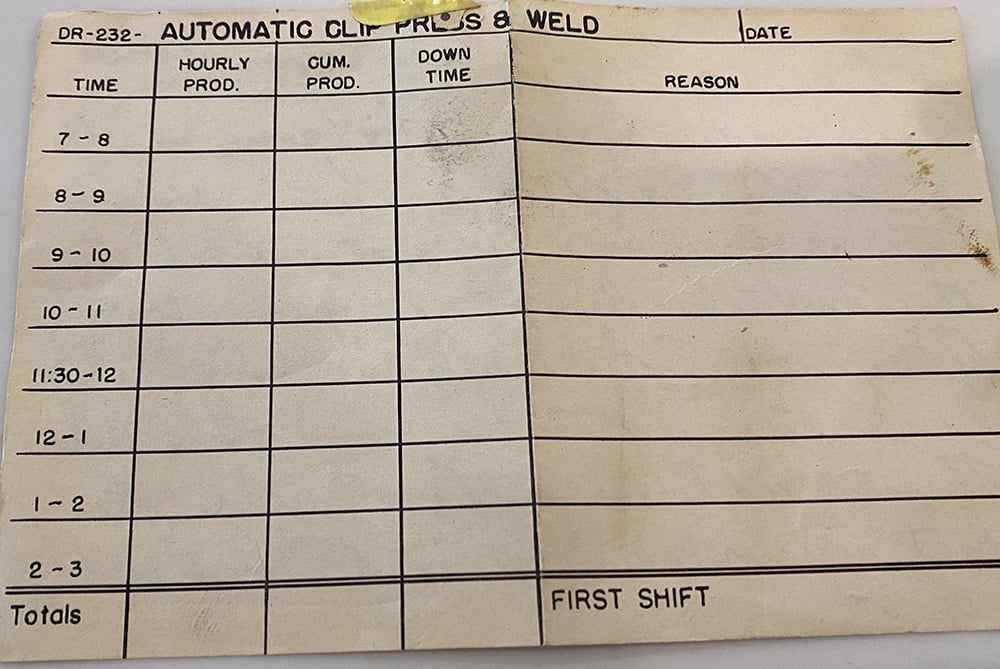 DR-232- AUTOMATIC CLIP PRESS & WELD DATE
TIME HOURLY PROD. CUM. PROD. DOWN TIME REASON
7-8
8-9
9-10
10-11
11:30-12
12-1
1-2
2-3
Totals FIRST SHIFT